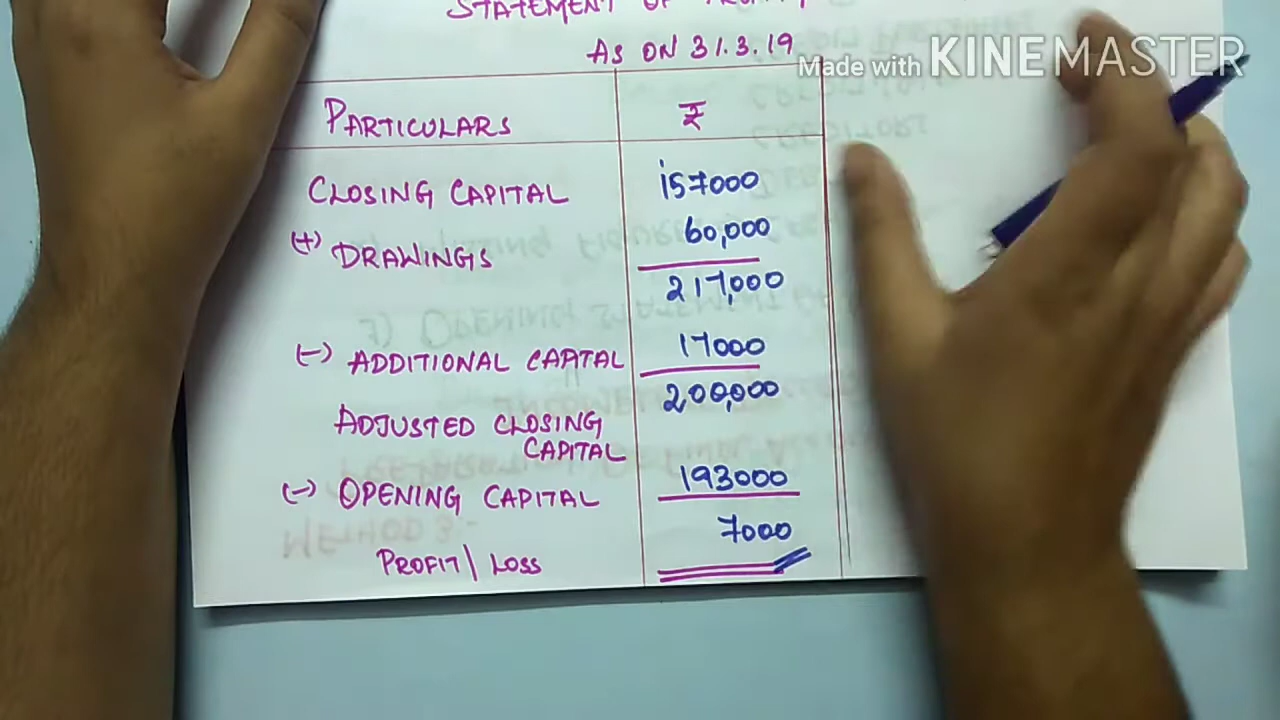 STATEMENT OF PROFIT
AS ON 31.3.19
Made with KINEMASTER
PARTICULARS ₹
CLOSING CAPITAL 157000
(+) DRAWINGS 60,000
217,000
(-) ADDITIONAL CAPITAL 17000
200,000
ADJUSTED CLOSING
CAPITAL
(-) OPENING CAPITAL 193000
7000
PROFIT/LOSS